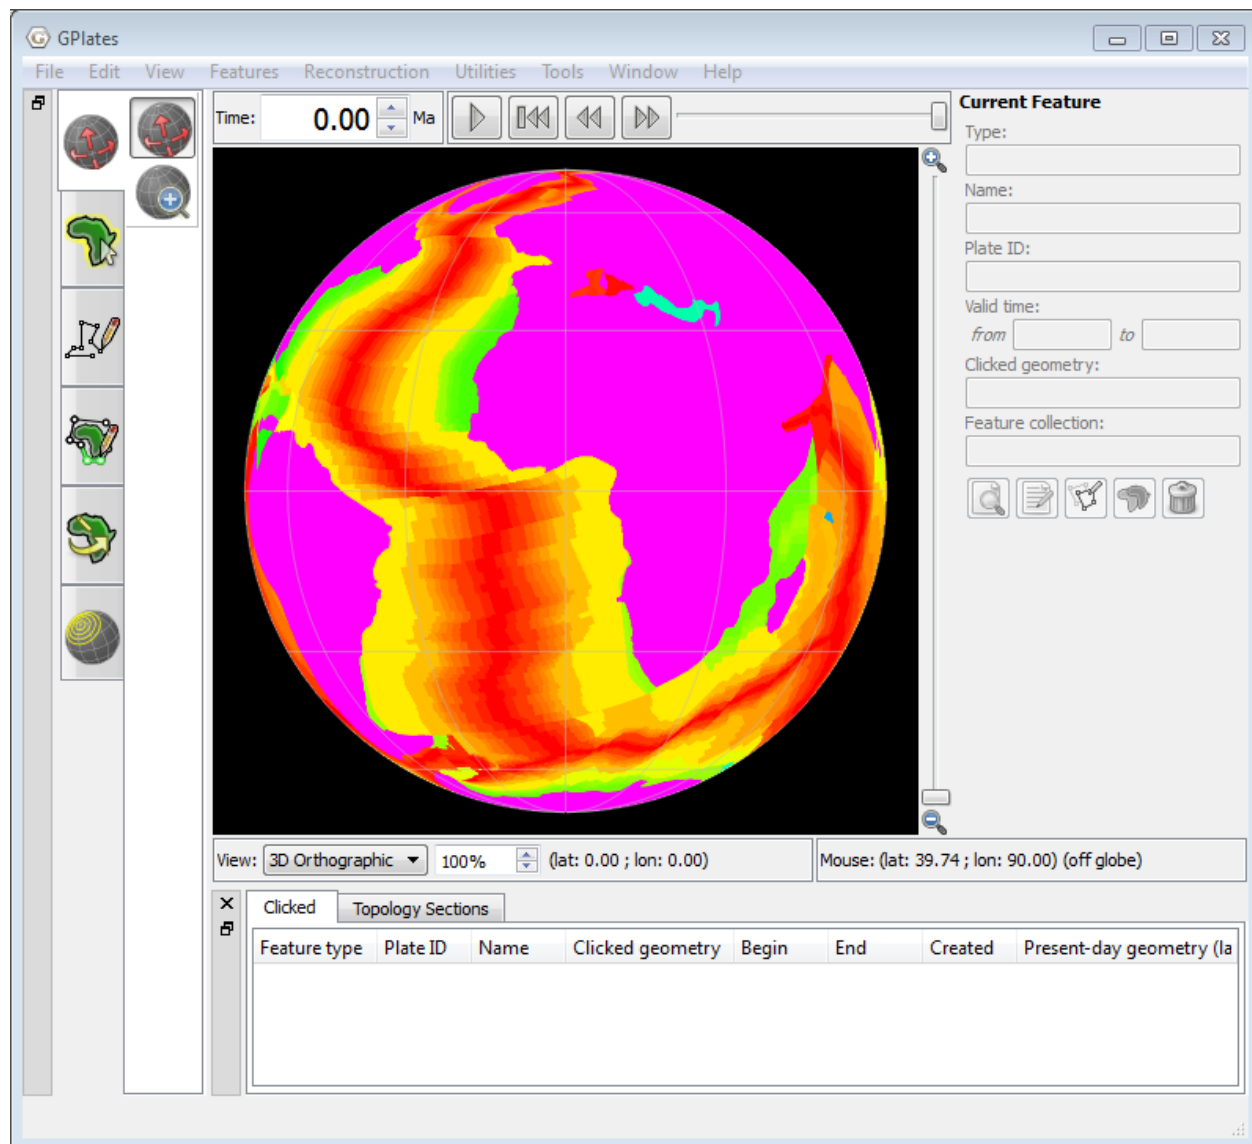 GPlates
File Edit View Features Reconstruction Utilities Tools Window Help
Time: 0.00 Ma
Current Feature
Type:
Name:
Plate ID:
Valid time:
from to
Clicked geometry:
Feature collection:
View: 3D Orthographic 100% (lat: 0.00 ; lon: 0.00) Mouse: (lat: 39.74 ; lon: 90.00) (off globe)
Clicked Topology Sections
Feature type Plate ID Name Clicked geometry Begin End Created Present-day geometry (la